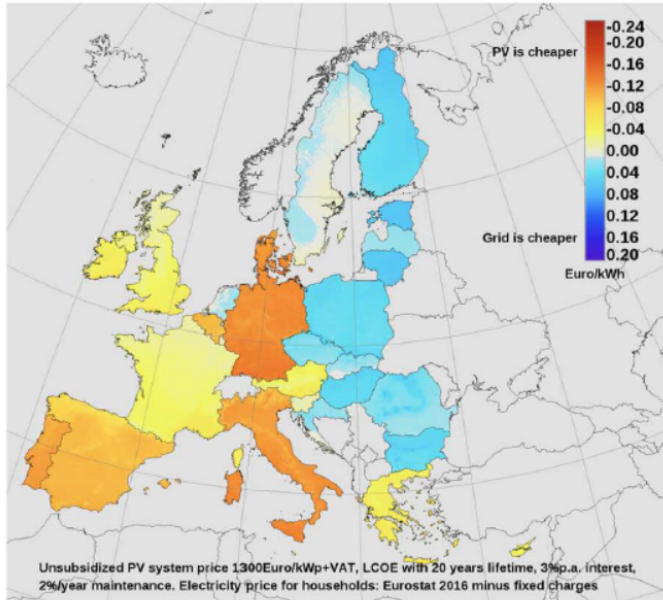 -0.24
-0.20
PV is cheaper
-0.16
-0.12
-0.08
-0.04
0.00
0.04
0.08
0.12
Grid is cheaper
0.16
0.20
Euro/kWh
Unsubsidized PV system price 1300Euro/kWp+VAT, LCOE with 20 years lifetime, 3%p.a. interest,
2%/year maintenance. Electricity price for households: Eurostat 2016 minus fixed charges